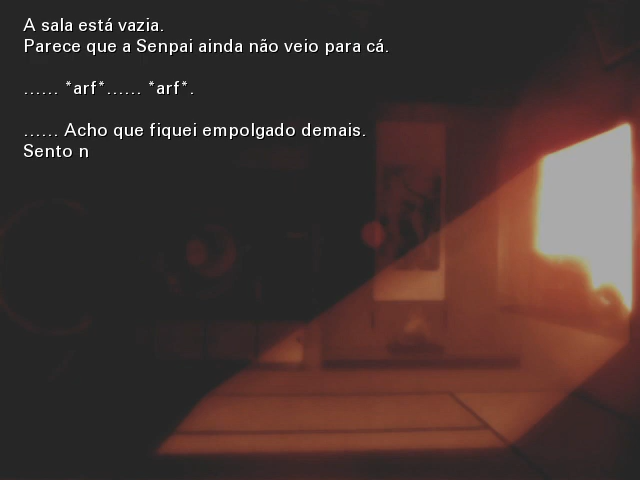 A sala está vazia.
Parece que a Senpai ainda não veio para cá.
...... *arf*...... *arf*.
...... Acho que fiquei empolgado demais.
Sento n